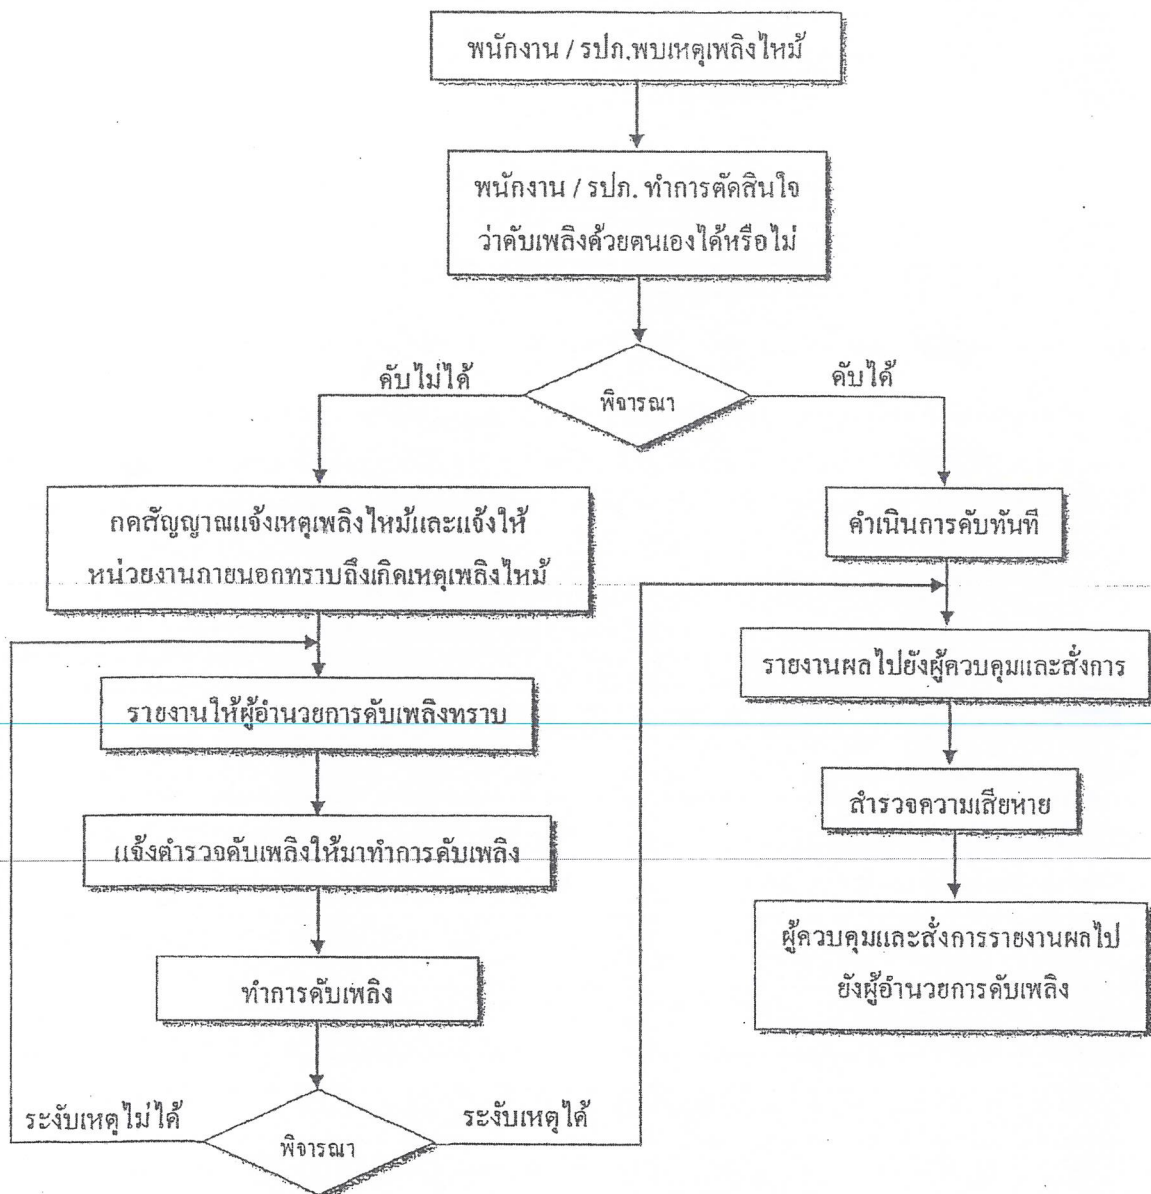 พนักงาน / รปภ.พบเหตุเพลิงไหม้
พนักงาน / รปภ. ทำการตัดสินใจ
ว่าดับเพลิงด้วยตนเองได้หรือไม่
ดับไม่ได้
พิจารณา
ดับได้
กดสัญญาณแจ้งเหตุเพลิงไหม้และแจ้งให้
หน่วยงานภายนอกทราบถึงเกิดเหตุเพลิงไหม้
ดำเนินการดับทันที
รายงานผลไปยังผู้ควบคุมและสั่งการ
รายงานให้ผู้อำนวยการดับเพลิงทราบ
สำรวจความเสียหาย
แจ้งตำรวจดับเพลิงให้มาทำการดับเพลิง
ผู้ควบคุมและสั่งการรายงานผลไป
ยังผู้อำนวยการดับเพลิง
ทำการดับเพลิง
ระงับเหตุไม่ได้
พิจารณา
ระงับเหตุได้